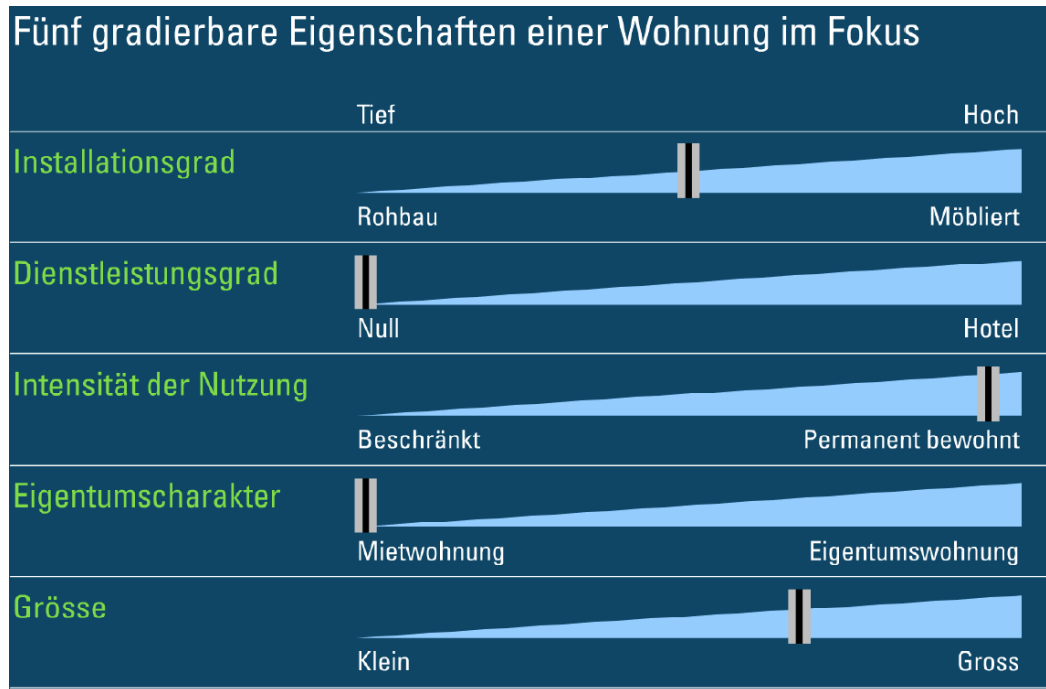 Fünf gradierbare Eigenschaften einer Wohnung im Fokus
Tief Hoch
Installationsgrad
Rohbau Möbliert
Dienstleistungsgrad
Null Hotel
Intensität der Nutzung
Beschränkt Permanent bewohnt
Eigentumscharakter
Mietwohnung Eigentumswohnung
Grösse
Klein Gross